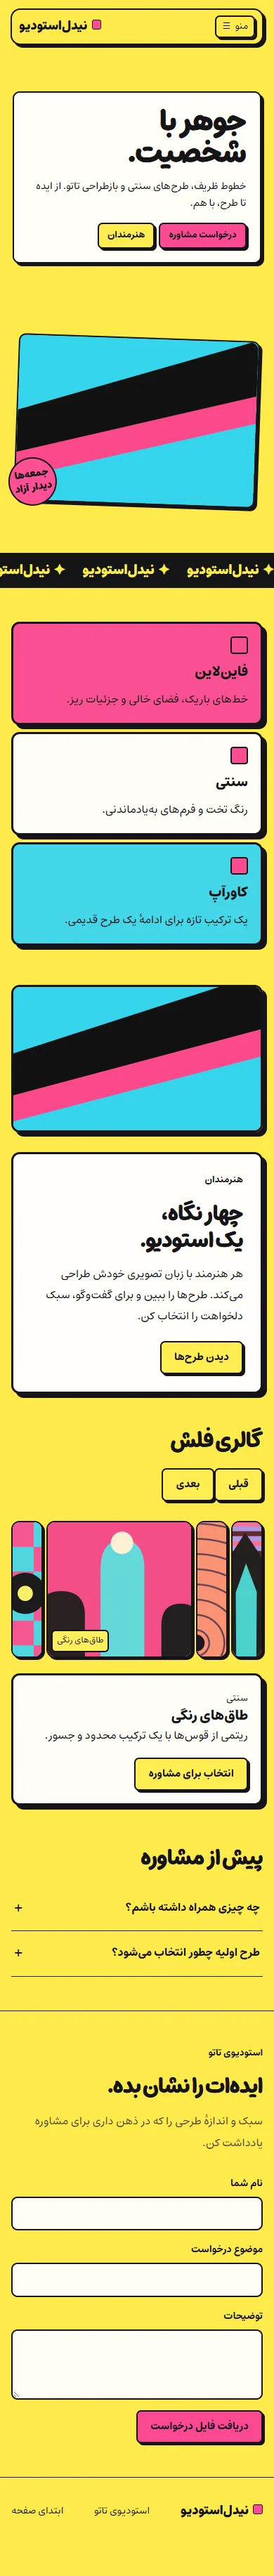 نیدل‌استودیو
منو ☰
جوهر با
شخصیت.
خطوط ظریف، طرح‌های سنتی و بازطراحی تاتو. از ایده
تا طرح، با هم.
درخواست مشاوره
هنرمندان
جمعه‌ها
دیدار آزاد
✦ نیدل‌استودیو ✦ نیدل‌استودیو ✦ نیدل‌استو
فاین‌لاین
خط‌های باریک، فضای خالی و جزئیات ریز.
سنتی
رنگ تخت و فرم‌های به‌یادماندنی.
کاورآپ
یک ترکیب تازه برای ادامهٔ یک طرح قدیمی.
هنرمندان
چهار نگاه،
یک استودیو.
هر هنرمند با زبان تصویری خودش طراحی
می‌کند. طرح‌ها را ببین و برای گفت‌وگو، سبک
دلخواهت را انتخاب کن.
دیدن طرح‌ها
گالری فلش
قبلی
بعدی
طاق‌های رنگی
سنتی
طاق‌های رنگی
ریتمی از قوس‌ها با یک ترکیب محدود و جسور.
انتخاب برای مشاوره
پیش از مشاوره
چه چیزی همراه داشته باشم؟ +
طرح اولیه چطور انتخاب می‌شود؟ +
استودیوی تاتو
ایده‌ات را نشان بده.
سبک و اندازهٔ طرحی را که در ذهن داری برای مشاوره
یادداشت کن.
نام شما
موضوع درخواست
توضیحات
دریافت فایل درخواست
نیدل‌استودیو
استودیوی تاتو
ابتدای صفحه